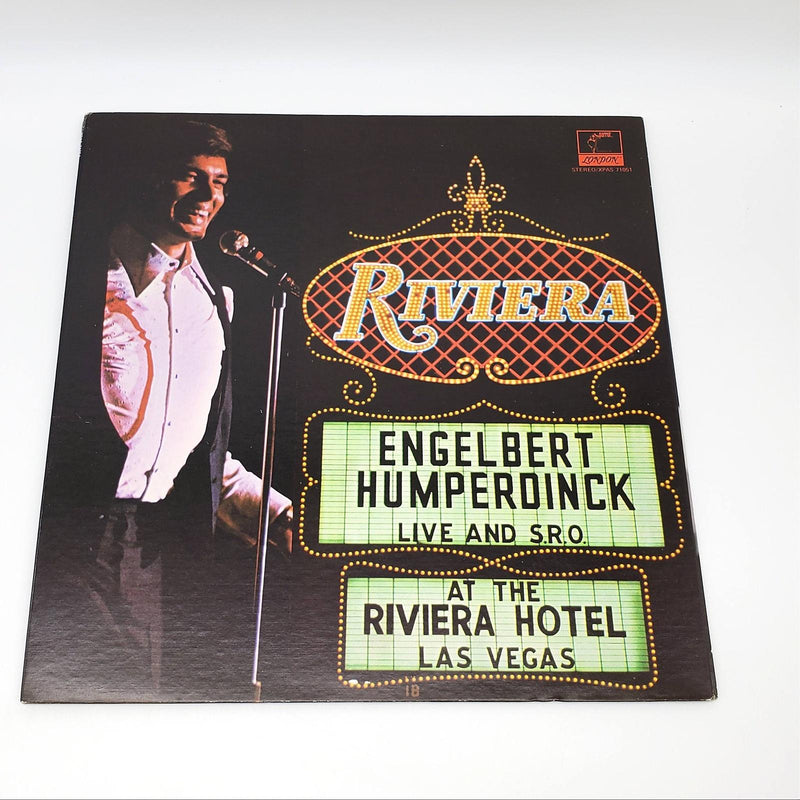 LONDON
STEREO/XPAS 71051
RIVIERA
ENGELBERT
HUMPERDINCK
LIVE AND S.R.O.
AT THE
RIVIERA HOTEL
LAS VEGAS